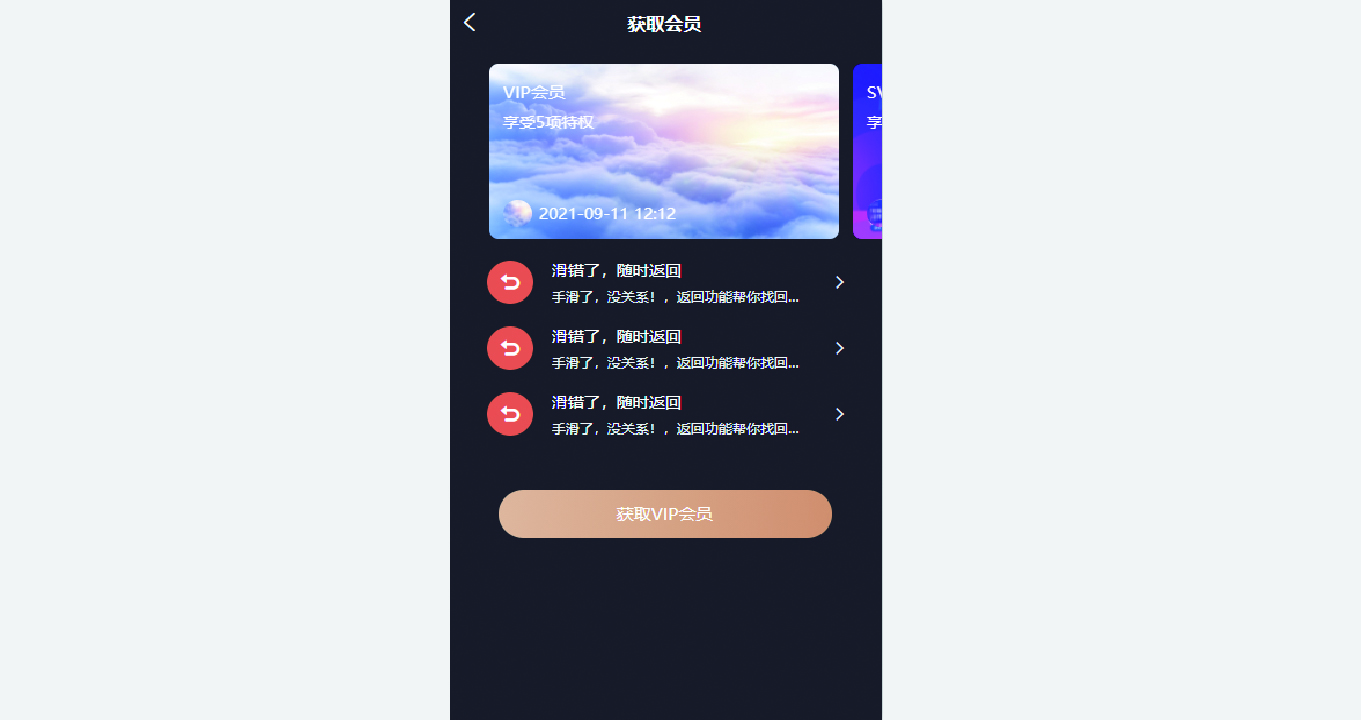 获取会员
VIP会员
享受5项特权
2021-09-11 12:12
SV
享
滑错了，随时返回
手滑了，没关系！，返回功能帮你找回...
滑错了，随时返回
手滑了，没关系！，返回功能帮你找回...
滑错了，随时返回
手滑了，没关系！，返回功能帮你找回...
获取VIP会员